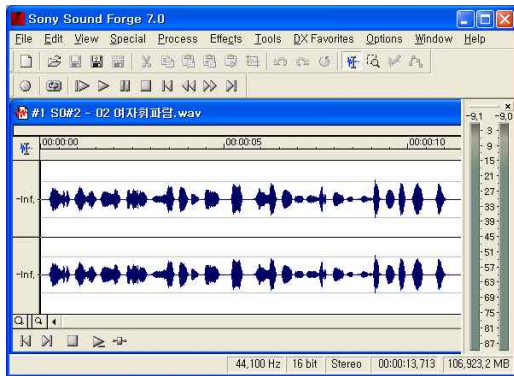 Sony Sound Forge 7.0
File Edit View Special Process Effects Tools DX Favorites Options Window Help
#1 S0#2 - 02 여자휘파람.wav
-9,1 -9,0
00:00:00 ,00:00:05 ,00:00:10
-Inf,
-Inf,
3
9
15
21
27
33
39
45
51
57
63
69
75
81
87
44,100 Hz 16 bit Stereo 00:00:13,713 106,923,2 MB